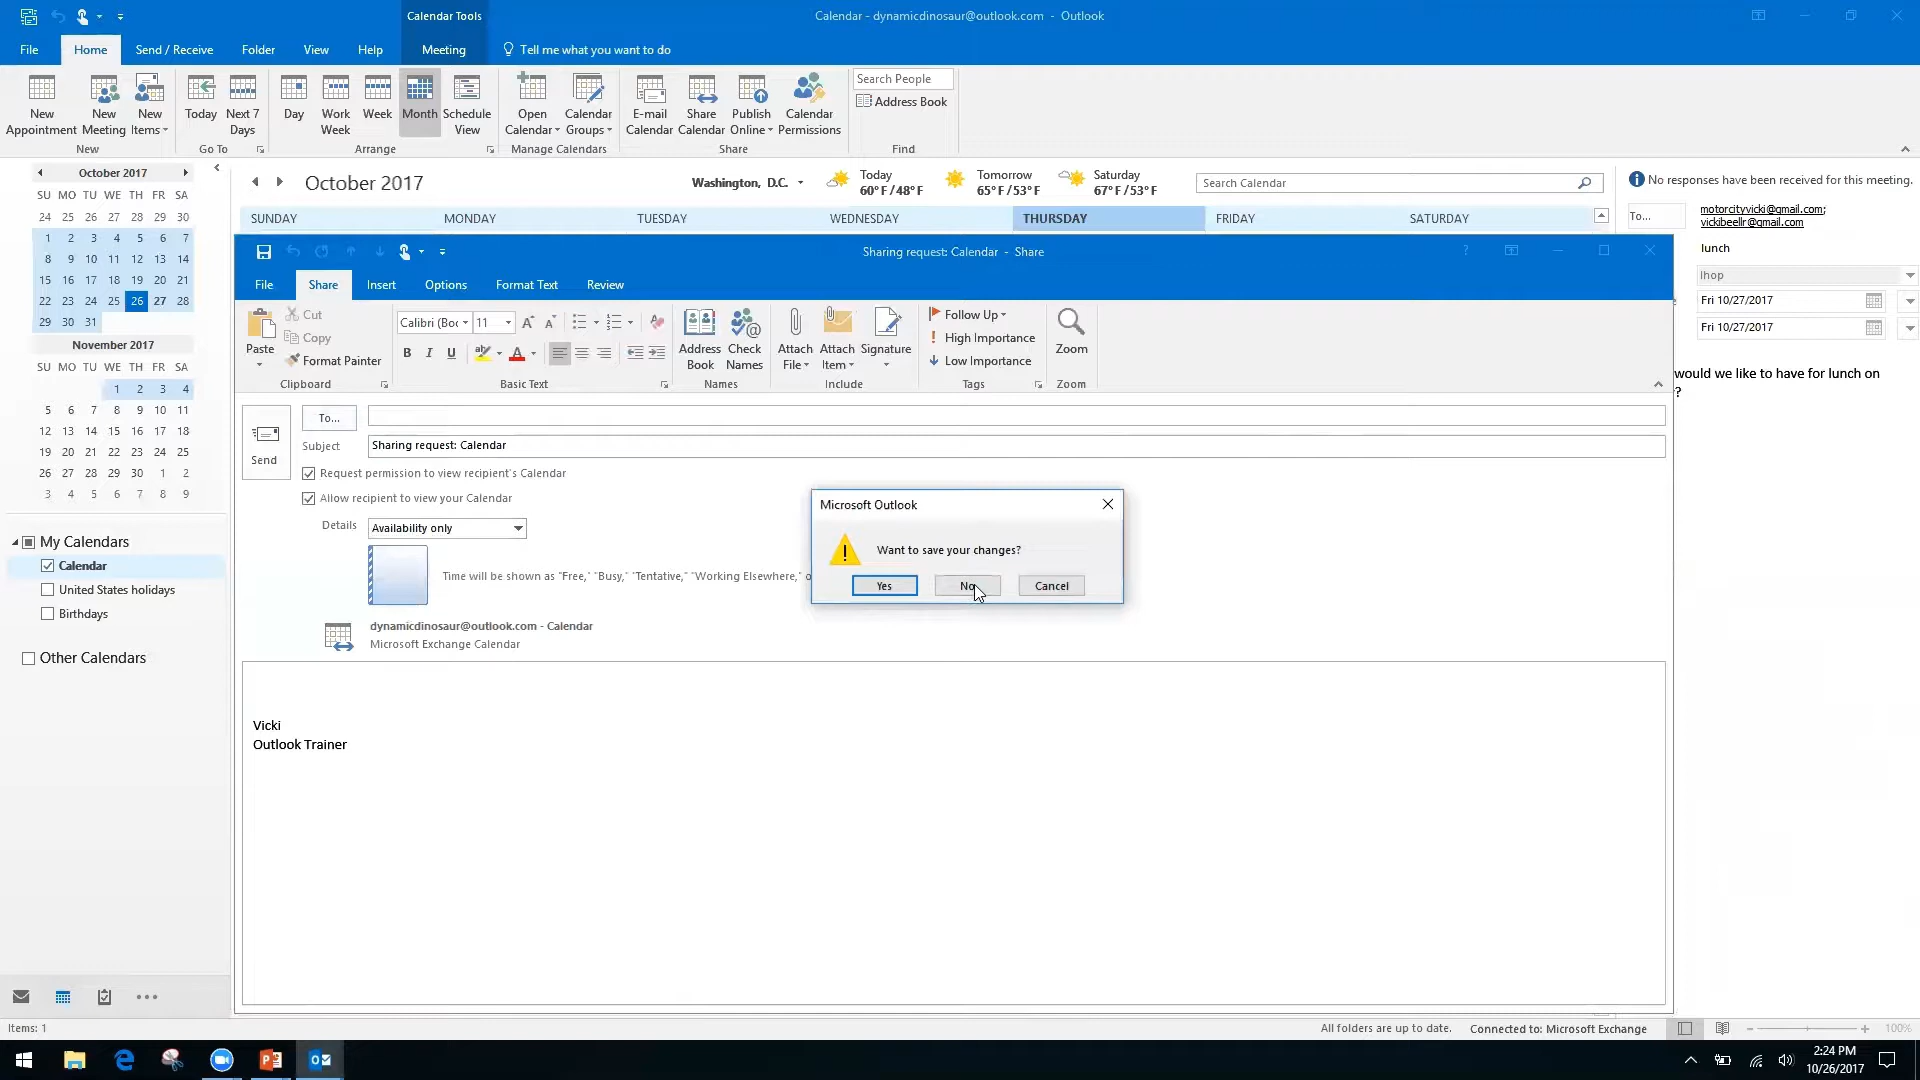 Calendar Tools
Calendar - dynamicdinosaur@outlook.com - Outlook
File Home Send / Receive Folder View Help Meeting Tell me what you want to do
New Appointment
New Meeting
New Items
Today
Next 7 Days
Day
Work Week
Week
Month
Schedule View
Open Calendar
Calendar Groups
E-mail Calendar
Share Calendar
Publish Online
Calendar Permissions
Search People
Address Book
New Go To Arrange Manage Calendars Share Find
October 2017
SU MO TU WE TH FR SA
24 25 26 27 28 29 30
1 2 3 4 5 6 7
8 9 10 11 12 13 14
15 16 17 18 19 20 21
22 23 24 25 26 27 28
29 30 31
November 2017
SU MO TU WE TH FR SA
1 2 3 4
5 6 7 8 9 10 11
12 13 14 15 16 17 18
19 20 21 22 23 24 25
26 27 28 29 30 1 2
3 4 5 6 7 8 9
My Calendars
Calendar
United States holidays
Birthdays
Other Calendars
October 2017
Washington, D.C.
Today
60°F/48°F
Tomorrow
65°F/53°F
Saturday
67°F/53°F
Search Calendar
SUNDAY MONDAY TUESDAY WEDNESDAY THURSDAY FRIDAY SATURDAY
No responses have been received for this meeting.
To...
motorcityvicki@gmail.com;
vickibeellr@gmail.com
lunch
Ihop
Fri 10/27/2017
Fri 10/27/2017
would we like to have for lunch on
?
Sharing request: Calendar - Share
File Share Insert Options Format Text Review
Paste
Cut
Copy
Format Painter
Calibri (Boc 11
B I U
Address Book
Check Names
Attach File
Attach Item
Signature
Follow Up
High Importance
Low Importance
Zoom
Clipboard Basic Text Names Include Tags Zoom
Send
To...
Subject Sharing request: Calendar
Request permission to view recipient's Calendar
Allow recipient to view your Calendar
Details Availability only
Time will be shown as "Free," "Busy," "Tentative," "Working Elsewhere," o
dynamicdinosaur@outlook.com - Calendar
Microsoft Exchange Calendar
Microsoft Outlook
Want to save your changes?
Yes No Cancel
Vicki
Outlook Trainer
Items: 1
All folders are up to date. Connected to: Microsoft Exchange 100%
2:24 PM
10/26/2017